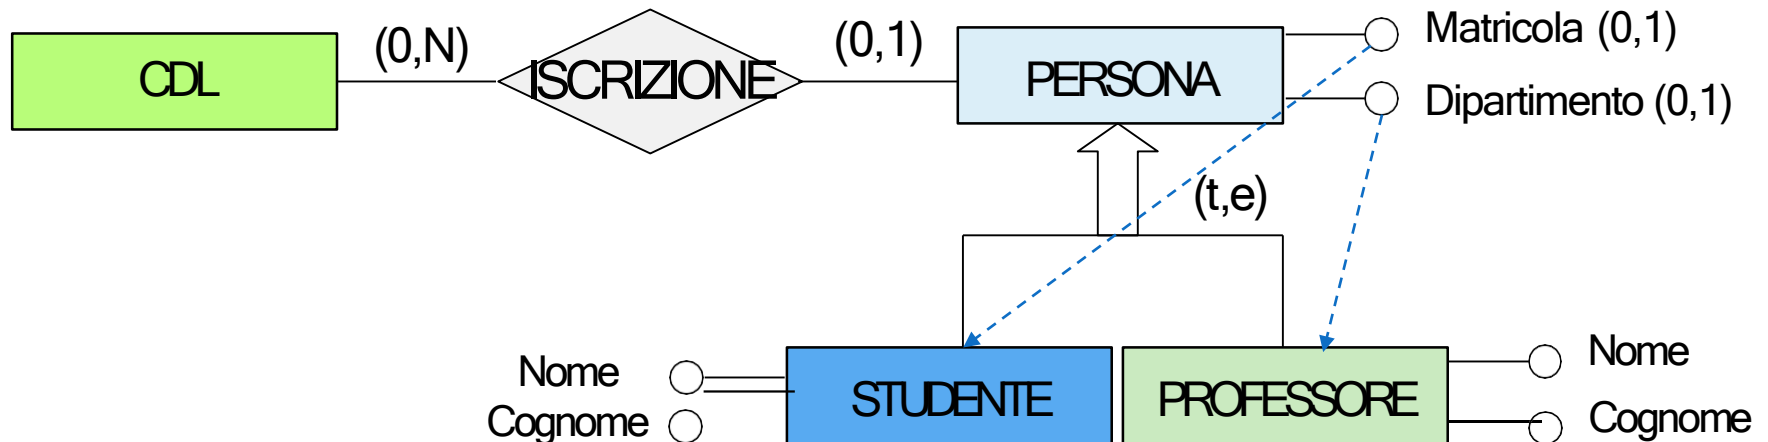 CDL
(0,N)
ISCRIZIONE
(0,1)
PERSONA
Matricola (0,1)
Dipartimento (0,1)
(t,e)
Nome
Cognome
STUDENTE
PROFESSORE
Nome
Cognome